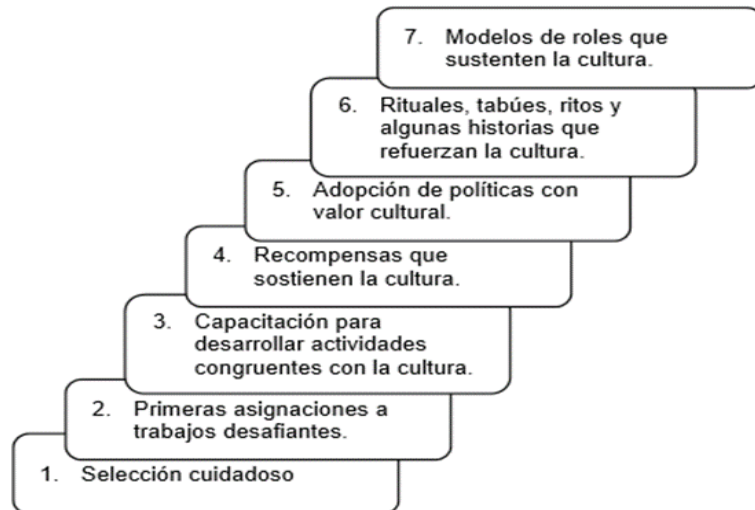 7. Modelos de roles que
sustenten la cultura.
6. Rituales, tabúes, ritos y
algunas historias que
refuerzan la cultura.
5. Adopción de políticas con
valor cultural.
4. Recompensas que
sostienen la cultura.
3. Capacitación para
desarrollar actividades
congruentes con la cultura.
2. Primeras asignaciones a
trabajos desafiantes.
1. Selección cuidadoso